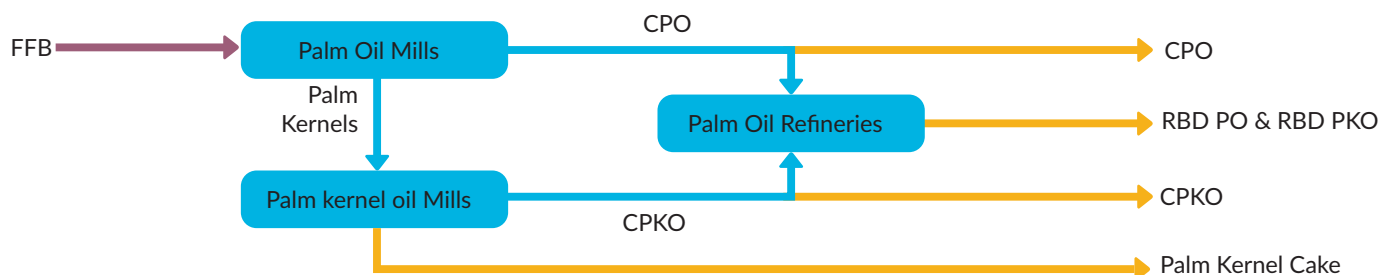 CPO
FFB
Palm Oil Mills
CPO
Palm
Kernels
Palm Oil Refineries
RBD PO & RBD PKO
Palm kernel oil Mills
CPKO
CPKO
Palm Kernel Cake